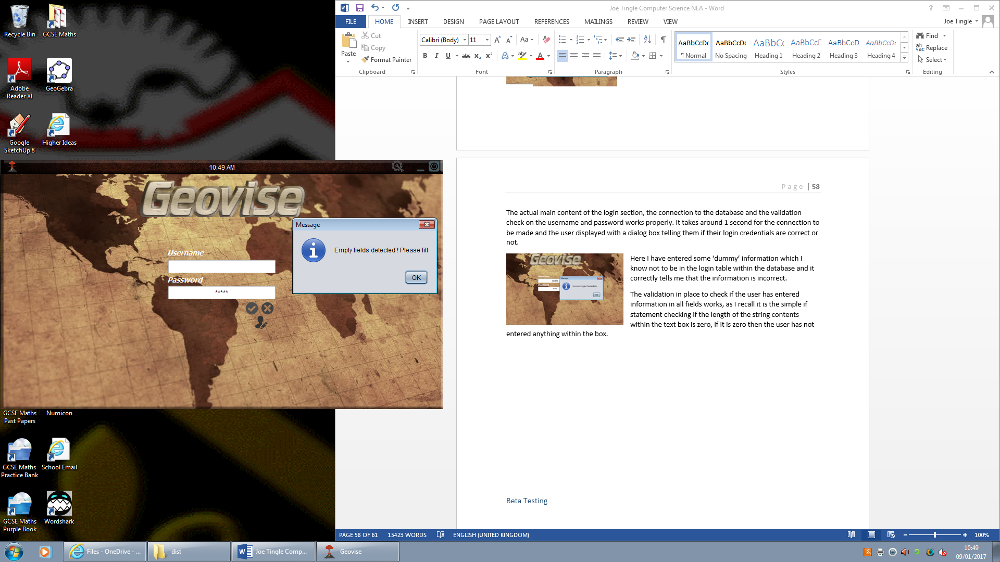 Recycle Bin
GCSE Maths
Adobe
Reader XI
GeoGebra
Google
SketchUp 8
Higher Ideas
10:49 AM
Geovise
Username
Password
*****
Message
Empty fields detected ! Please fill
OK
GCSE Maths
Past Papers
Numicon
GCSE Maths
Practice Bank
School Email
GCSE Maths
Purple Book
Wordshark
Joe Tingle Computer Science NEA - Word
FILE HOME INSERT DESIGN PAGE LAYOUT REFERENCES MAILINGS REVIEW VIEW
Joe Tingle
Paste
Cut
Copy
Format Painter
Clipboard
Calibri (Body) 11
Aa
B I U abc x₂ x² A ab A
Font
Paragraph
AaBbCcDc AaBbCcDc AaBbCc AaBbCcD AaBbCcD AaBbCcDc
¶ Normal No Spacing Heading 1 Heading 2 Heading 3 Heading 4
Styles
Find
Replace
Select
Editing
Page | 58
The actual main content of the login section, the connection to the database and the validation
check on the username and password works properly. It takes around 1 second for the connection to
be made and the user displayed with a dialog box telling them if their login credentials are correct or
not.
Geovise
Here I have entered some ‘dummy’ information which I
know not to be in the login table within the database and it
correctly tells me that the information is incorrect.
The validation in place to check if the user has entered
information in all fields works, as I recall it is the simple if
statement checking if the length of the string contents
within the text box is zero, if it is zero then the user has not
entered anything within the box.
Beta Testing
PAGE 58 OF 61 15423 WORDS ENGLISH (UNITED KINGDOM)
100%
Files - OneDrive - ...
dist
Joe Tingle Comp...
Geovise
10:49
09/01/2017